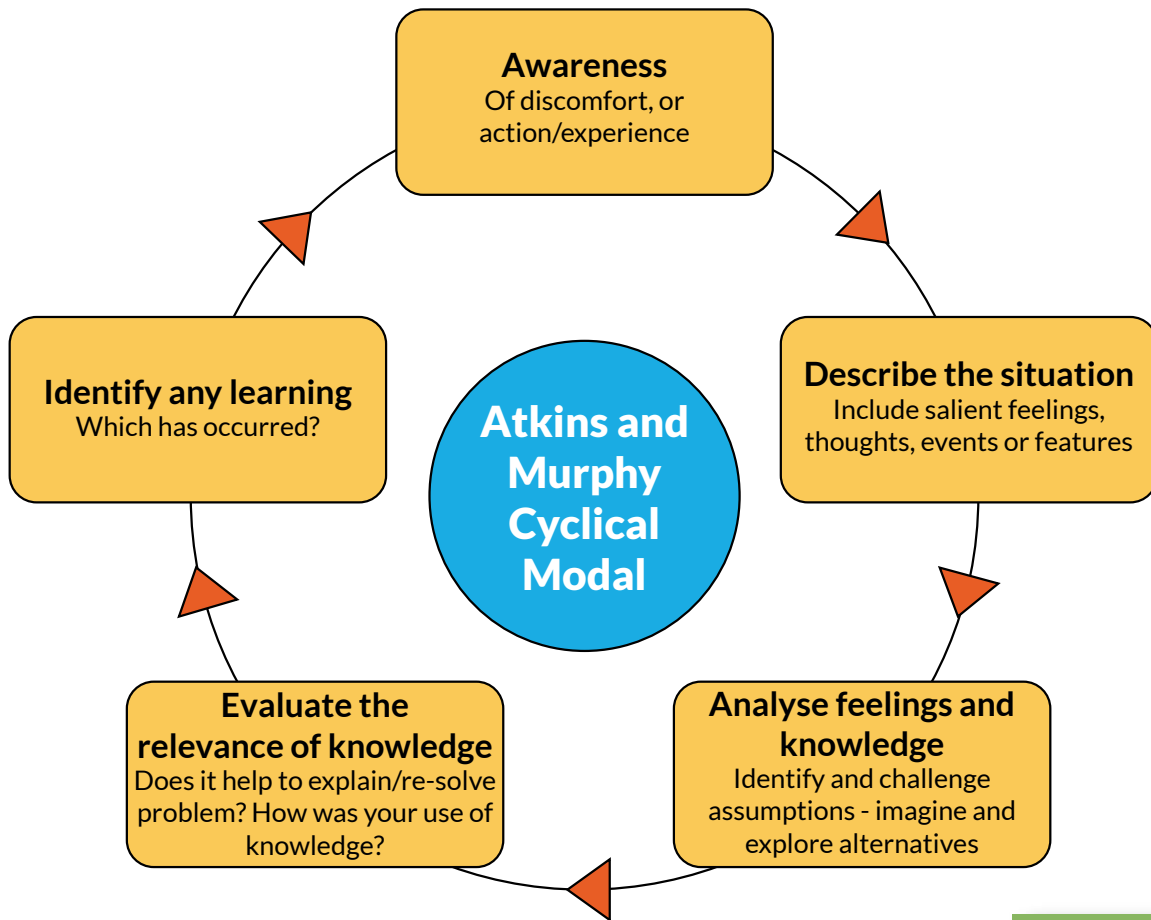 Awareness
Of discomfort, or
action/experience
Describe the situation
Include salient feelings,
thoughts, events or features
Analyse feelings and
knowledge
Identify and challenge
assumptions - imagine and
explore alternatives
Evaluate the
relevance of knowledge
Does it help to explain/re-solve
problem? How was your use of
knowledge?
Identify any learning
Which has occurred?
Atkins and
Murphy
Cyclical
Modal